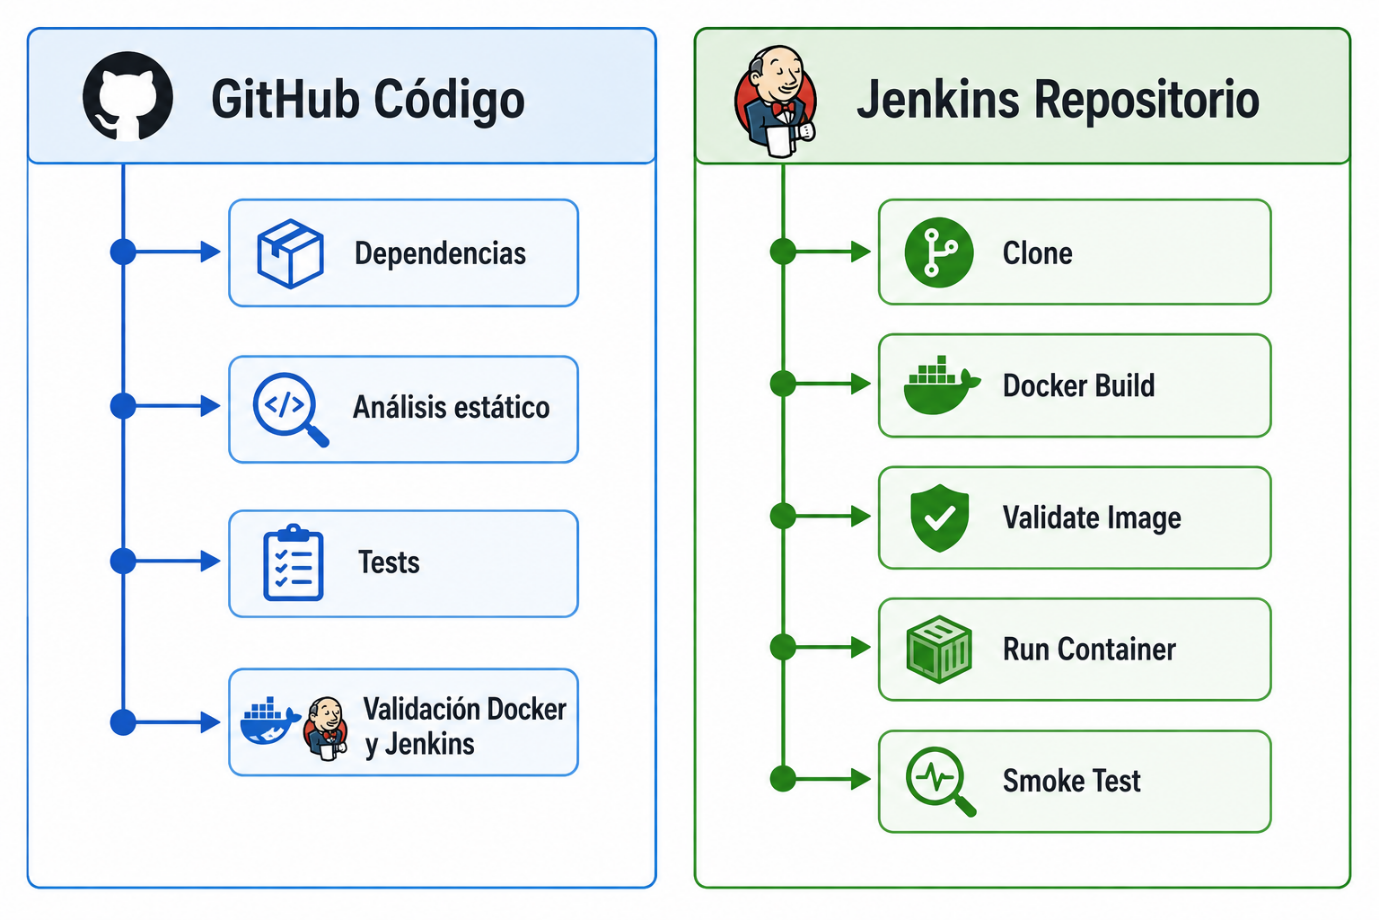 GitHub Código
Dependencias
Análisis estático
Tests
Validación Docker
y Jenkins
Jenkins Repositorio
Clone
Docker Build
Validate Image
Run Container
Smoke Test